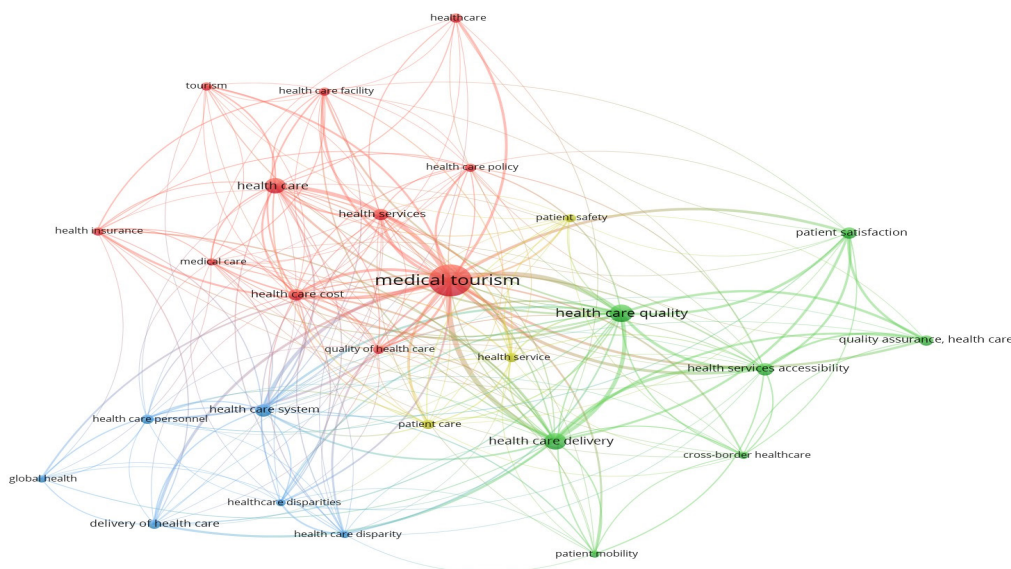 healthcare
tourism
health care facility
health care policy
health care
health services
patient safety
health insurance
patient satisfaction
medical care
medical tourism
health care cost
health care quality
quality assurance, health care
quality of health care
health service
health services accessibility
health care system
health care personnel
patient care
health care delivery
cross-border healthcare
global health
healthcare disparities
delivery of health care
health care disparity
patient mobility